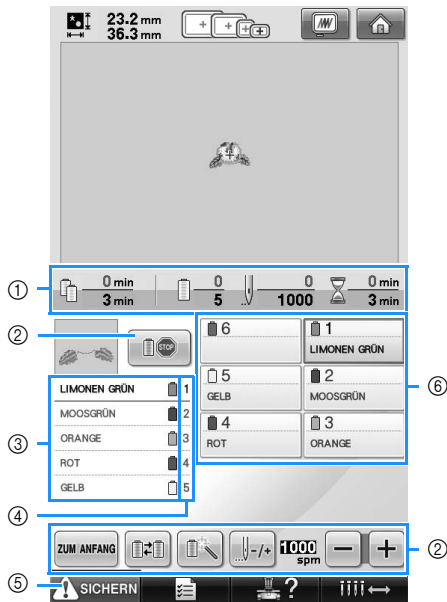 23.2 mm
36.3 mm
①
0 min
3 min
0
5
0
1000
0 min
3 min
②
STOP
6
1
LIMONEN GRÜN
5
GELB
2
MOOSGRÜN
4
ROT
3
ORANGE
⑥
③
LIMONEN GRÜN 1
MOOSGRÜN 2
ORANGE 3
ROT 4
GELB 5
④
ZUM ANFANG
-/+
1000
spm
− +
②
⑤
SICHERN
?